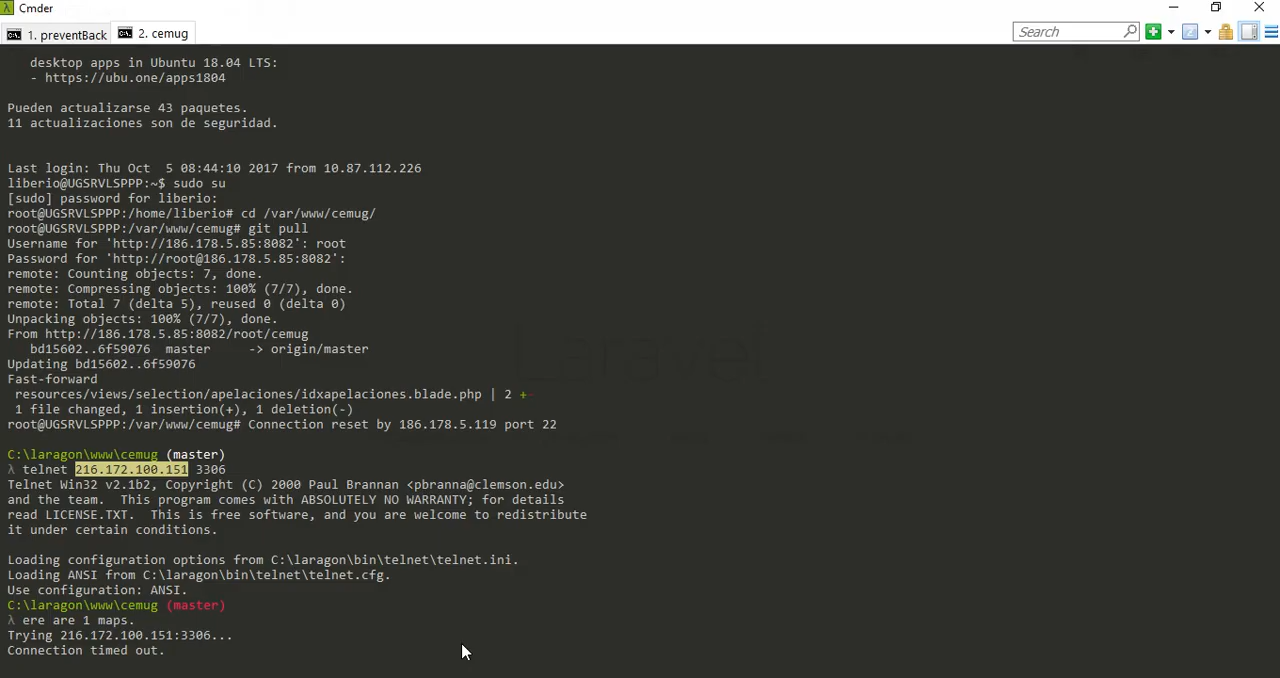 Cmder
1. preventBack
2. cemug
Search
desktop apps in Ubuntu 18.04 LTS:
- https://ubu.one/apps1804
Pueden actualizarse 43 paquetes.
11 actualizaciones son de seguridad.
Last login: Thu Oct  5 08:44:10 2017 from 10.87.112.226
liberio@UGSRVLSPPP:~$ sudo su
[sudo] password for liberio:
root@UGSRVLSPPP:/home/liberio# cd /var/www/cemug/
root@UGSRVLSPPP:/var/www/cemug# git pull
Username for 'http://186.178.5.85:8082': root
Password for 'http://root@186.178.5.85:8082':
remote: Counting objects: 7, done.
remote: Compressing objects: 100% (7/7), done.
remote: Total 7 (delta 5), reused 0 (delta 0)
Unpacking objects: 100% (7/7), done.
From http://186.178.5.85:8082/root/cemug
bd15602..6f59076  master     -> origin/master
Updating bd15602..6f59076
Fast-forward
resources/views/selection/apelaciones/idxapelaciones.blade.php | 2 +-
1 file changed, 1 insertion(+), 1 deletion(-)
root@UGSRVLSPPP:/var/www/cemug# Connection reset by 186.178.5.119 port 22
C:\laragon\www\cemug (master)
λ telnet 216.172.100.151 3306
Telnet Win32 v2.1b2, Copyright (C) 2000 Paul Brannan <pbranna@clemson.edu>
and the team.  This program comes with ABSOLUTELY NO WARRANTY; for details
read LICENSE.TXT.  This is free software, and you are welcome to redistribute
it under certain conditions.
Loading configuration options from C:\laragon\bin\telnet\telnet.ini.
Loading ANSI from C:\laragon\bin\telnet\telnet.cfg.
Use configuration: ANSI.
C:\laragon\www\cemug (master)
λ ere are 1 maps.
Trying 216.172.100.151:3306...
Connection timed out.
Laravel